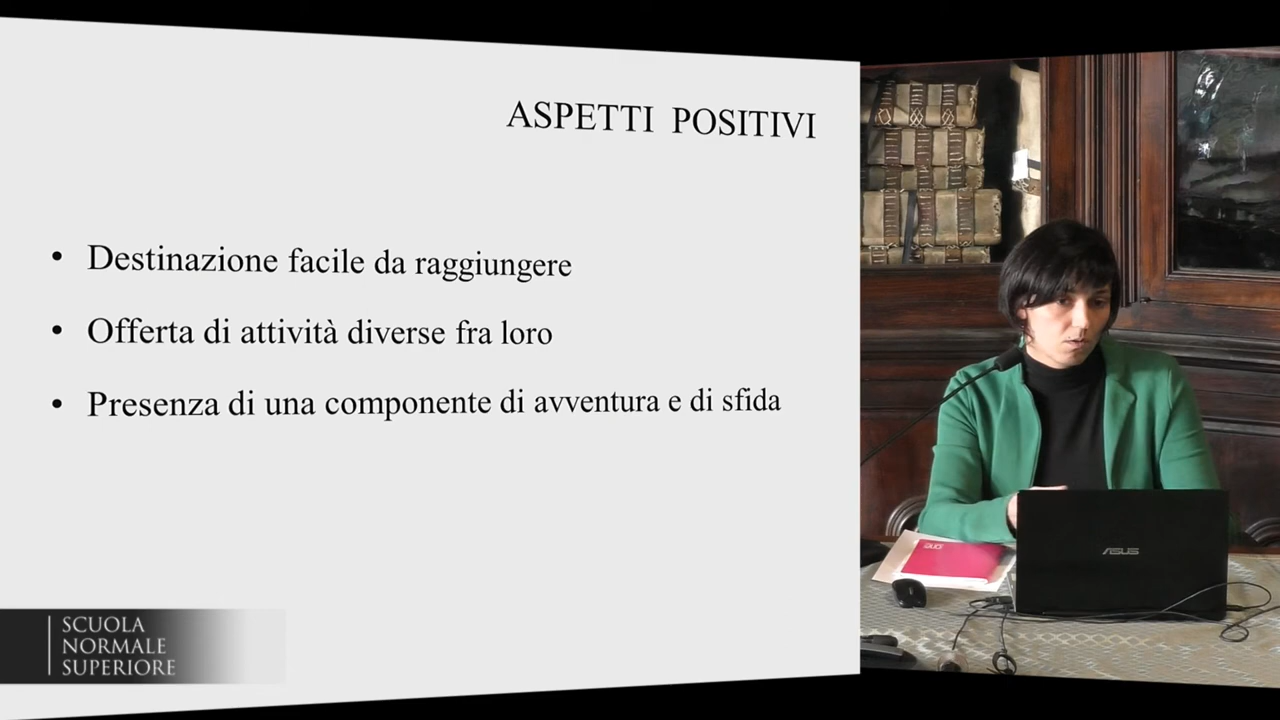 ASPETTI POSITIVI
• Destinazione facile da raggiungere
• Offerta di attività diverse fra loro
• Presenza di una componente di avventura e di sfida
SCUOLA
NORMALE
SUPERIORE
ASUS